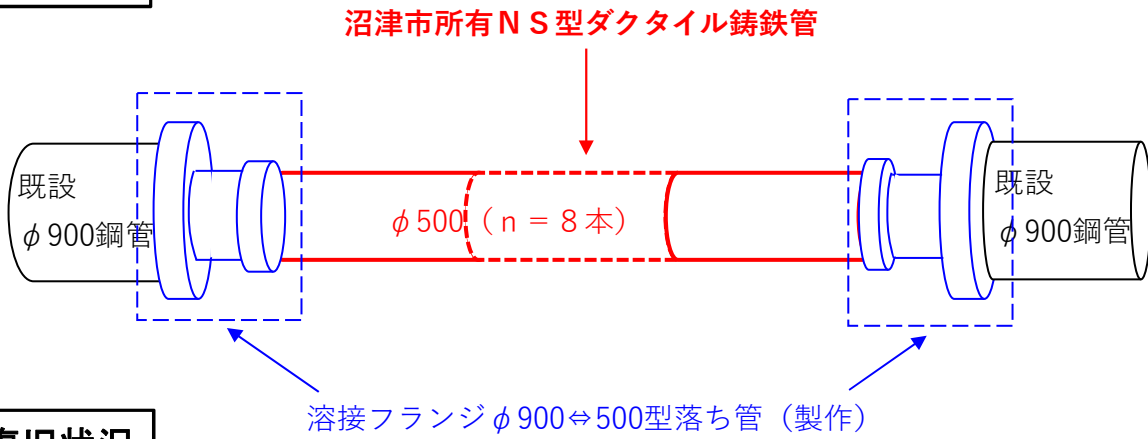 沼津市所有NS型ダクタイル鋳鉄管
既設
φ900鋼管
φ500(n=8本)
既設
φ900鋼管
溶接フランジφ900⇔500型落ち管(製作)